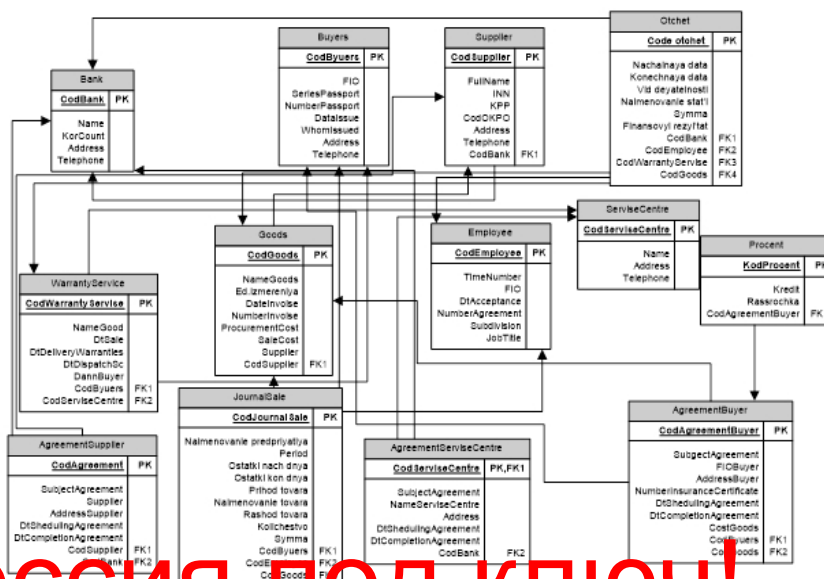 Bank
CodBank PK
Name
KorCount
Address
Telephone
Buyers
CodByuers PK
FIO
SeriesPassport
NumberPassport
DataIssue
WhomIssued
Address
Telephone
Supplier
CodSupplier PK
FullName
INN
KPP
CodOKPO
Address
Telephone
CodBank FK1
Otchet
Code otchet PK
Nachalnaya data
Konechnaya data
Vid deyatelnosti
Naimenovanie stat'i
Symma
Finansovyi rezyl'tat
CodBank FK1
CodEmployee FK2
CodWarrantyServise FK3
CodGoods FK4
ServiseCentre
CodServiseCentre PK
Name
Address
Telephone
Procent
KodProcent
Kredit
Rassrochka
CodAgreementBuyer
Goods
CodGoods PK
NameGoods
Ed.Izmereniya
DateInvoise
NumberInvoise
ProcurementCost
SaleCost
Supplier
CodSupplier FK1
Employee
CodEmployee PK
TimeNumber
FIO
DtAcceptance
NumberAgreement
Subdivision
JobTitle
WarrantyService
CodWarrantyServise PK
NameGood
DtSale
DtDeliveryWarranties
DtDispatchSc
DannBuyer
CodByuers FK1
CodServiseCentre FK2
JournalSale
CodJournalSale PK
Naimenovanie predpriyatiya
Period
Ostatki nach dnya
Ostatki kon dnya
Prihod tovara
Naimenovanie tovara
Rashod tovara
Kolichestvo
Symma
CodByuers FK1
AgreementSupplier
CodAgreement PK
SubjectAgreement
Supplier
AddressSupplier
DtShedulingAgreement
DtCompletionAgreement
CodSupplier FK1
FK2
AgreementServiseCentre
CodServiseCentre PK,FK1
SubjectAgreement
NameServiseCentre
Address
DtShedulingAgreement
DtCompletionAgreement
CodBank FK2
AgreementBuyer
CodAgreementBuyer PK
SubgectAgreement
FIOBuyer
AddressBuyer
NumberInsuranceCertificate
DtShedulingAgreement
DtCompletionAgreement
CostGoods
FK1
FK2